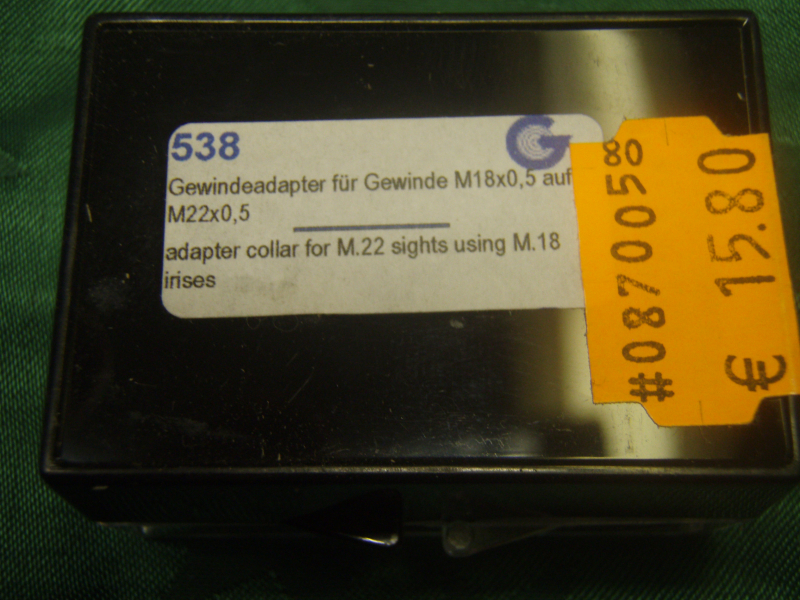 538
G
Gewindeadapter für Gewinde M18x0,5 auf
M22x0,5
adapter collar for M.22 sights using M.18
irises
#087005 80
€ 15.80